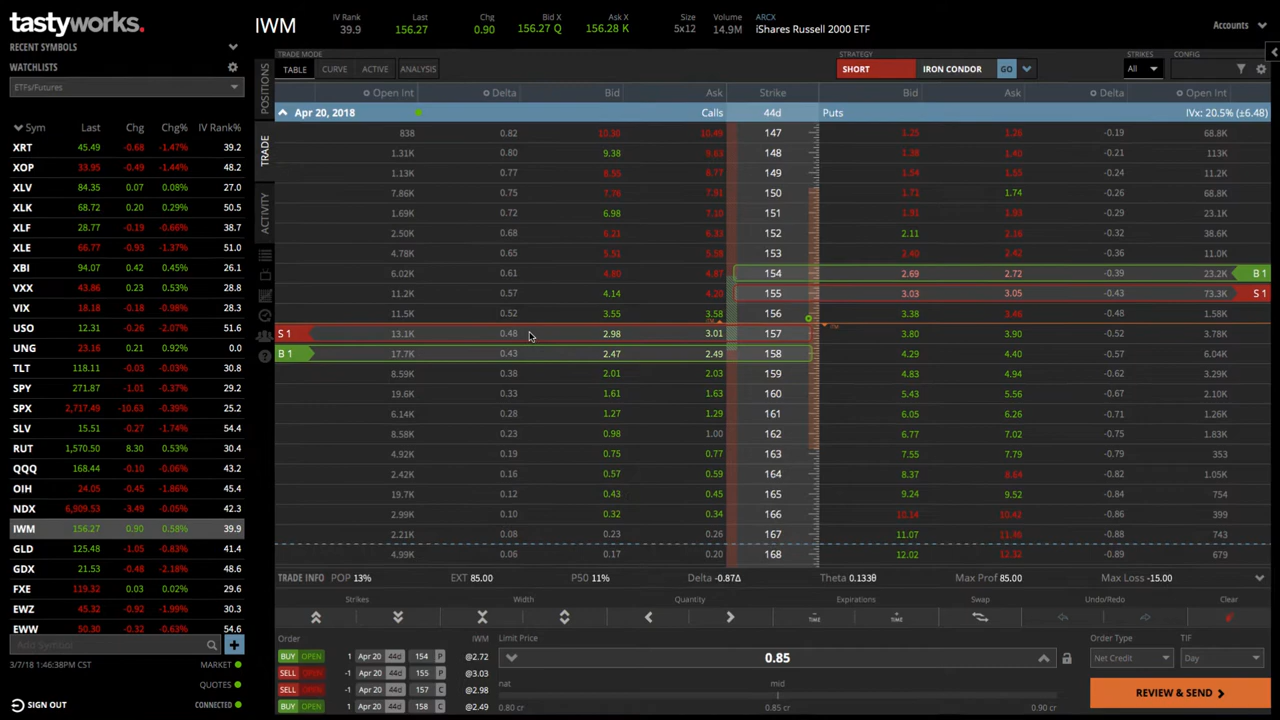 tastyworks.
RECENT SYMBOLS
WATCHLISTS
ETFs/Futures
Sym Last Chg Chg% IV Rank%
XRT 45.49 -0.68 -1.47% 39.2
XOP 33.95 -0.49 -1.44% 48.2
XLV 84.35 0.07 0.08% 27.0
XLK 68.72 0.20 0.29% 50.5
XLF 28.77 -0.19 -0.66% 38.7
XLE 66.77 -0.93 -1.37% 51.0
XBI 94.07 0.42 0.45% 26.1
VXX 43.86 0.23 0.53% 28.8
VIX 18.18 -0.18 -0.98% 28.3
USO 12.31 -0.26 -2.07% 51.0
UNG 23.16 0.21 0.92% 0.0
TLT 118.11 -0.03 -0.03% 30.8
SPY 271.87 -1.01 -0.37% 29.2
SPX 2,717.49 -10.63 -0.39% 25.2
SLV 15.51 -0.27 -1.74% 54.4
RUT 1,570.50 8.30 0.53% 30.4
QQQ 168.44 -0.10 -0.06% 43.2
OIH 24.05 -0.45 -1.86% 45.4
NDX 6,909.53 -3.49 -0.05% 42.3
IWM 156.27 0.90 0.58% 39.9
GLD 125.48 -1.05 -0.83% 41.4
GDX 21.53 -0.48 -2.18% 48.6
FXE 119.32 0.03 0.02% 29.6
EWZ 45.32 -0.92 -1.99% 30.3
EWW 50.30 -0.32 -0.63% 54.6
Add Symbol
3/7/18 1:46:38PM CST
MARKET
QUOTES
CONNECTED
SIGN OUT
IWM
IV Rank Last Chg Bid X Ask X Size Volume ARCX
39.9 156.27 0.90 156.27 Q 156.28 K 5x12 14.9M iShares Russell 2000 ETF
Accounts
POSITIONS
TRADE
ACTIVITY
TRADE MODE STRATEGY STRIKES CONFIG
TABLE CURVE ACTIVE ANALYSIS SHORT IRON CONDOR GO All
Open Int Delta Bid Ask Strike Bid Ask Delta Open Int
Apr 20, 2018 Calls 44d Puts IVx: 20.5% (±6.48)
838 0.82 10.30 10.49 147 1.25 1.26 -0.19 68.8K
1.31K 0.80 9.38 9.63 148 1.38 1.40 -0.21 113K
1.13K 0.77 8.55 8.77 149 1.54 1.55 -0.24 11.6K
7.86K 0.75 7.76 7.91 150 1.71 1.74 -0.26 68.8K
1.69K 0.72 6.98 7.10 151 1.91 1.93 -0.29 23.1K
2.50K 0.68 6.21 6.33 152 2.11 2.16 -0.32 38.6K
4.78K 0.65 5.51 5.58 153 2.40 2.42 -0.36 11.0K
6.02K 0.61 4.80 4.87 154 2.69 2.72 -0.39 23.2K B 1
11.2K 0.57 4.14 4.20 155 3.03 3.05 -0.43 73.3K S 1
11.5K 0.52 3.55 3.58 156 3.38 3.46 -0.48 1.58K
S 1 13.1K 0.48 2.98 3.01 157 3.80 3.90 -0.52 3.78K
B 1 17.7K 0.43 2.47 2.49 158 4.29 4.40 -0.57 6.04K
8.59K 0.38 2.01 2.03 159 4.83 4.94 -0.62 3.29K
19.6K 0.33 1.61 1.63 160 5.43 5.56 -0.67 5.14K
6.14K 0.28 1.27 1.29 161 6.05 6.26 -0.71 1.28K
8.58K 0.23 0.98 1.00 162 6.77 7.02 -0.75 1.83K
4.92K 0.19 0.75 0.77 163 7.55 7.79 -0.79 353
2.42K 0.16 0.57 0.59 164 8.37 8.64 -0.82 1.05K
19.7K 0.12 0.43 0.45 165 9.24 9.52 -0.84 754
2.99K 0.10 0.32 0.34 166 10.14 10.42 -0.86 399
2.21K 0.08 0.23 0.26 167 11.07 11.46 -0.88 743
4.99K 0.06 0.17 0.20 168 12.02 12.32 -0.89 679
TRADE INFO POP 13% EXT 85.00 P50 11% Delta -0.87Δ Theta 0.133θ Max Prof 85.00 Max Loss -15.00
Strikes Width Quantity Expirations Swap Undo/Redo Clear
TIME TIME
Order IWM Limit Price Order Type TIF
BUY OPEN 1 Apr 20 44d 154 P @2.72
SELL OPEN -1 Apr 20 44d 155 P @3.03
SELL OPEN -1 Apr 20 44d 157 C @2.98
BUY OPEN 1 Apr 20 44d 158 C @2.49
0.85
nat mid
0.80 cr 0.85 cr 0.90 cr
Net Credit Day
REVIEW & SEND